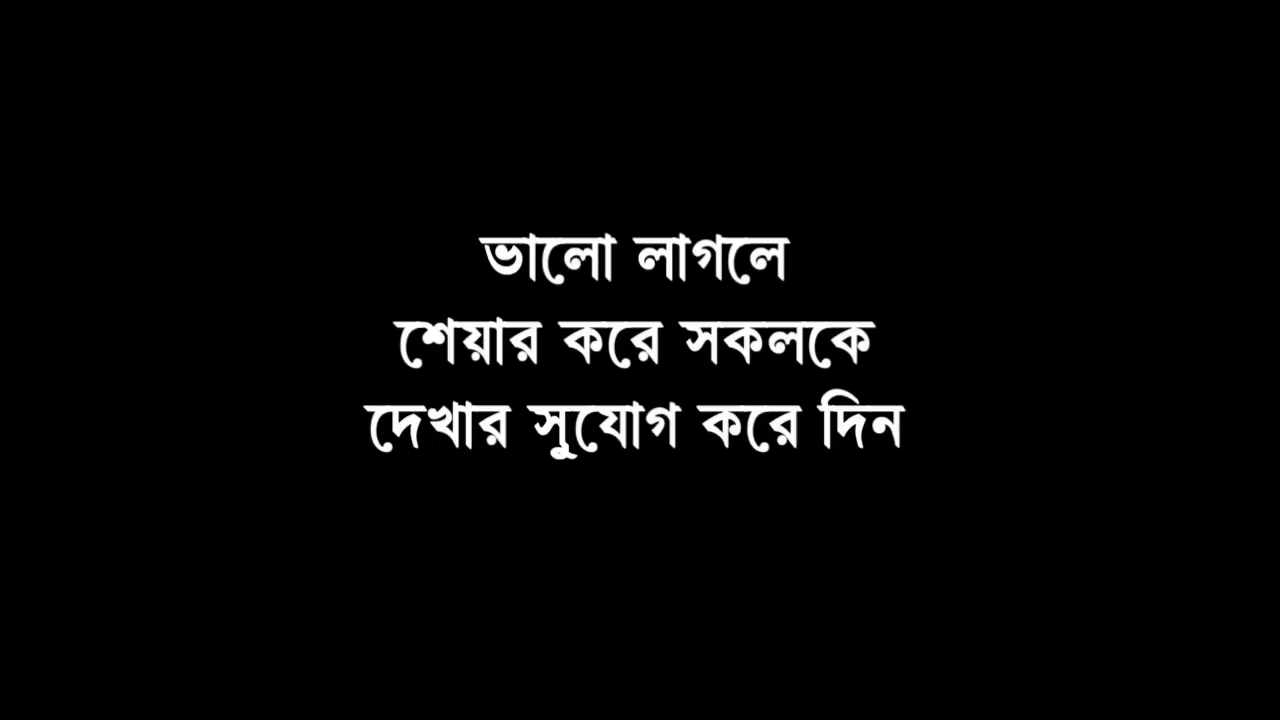 ভালো লাগলে
শেয়ার করে সকলকে
দেখার সুযোগ করে দিন